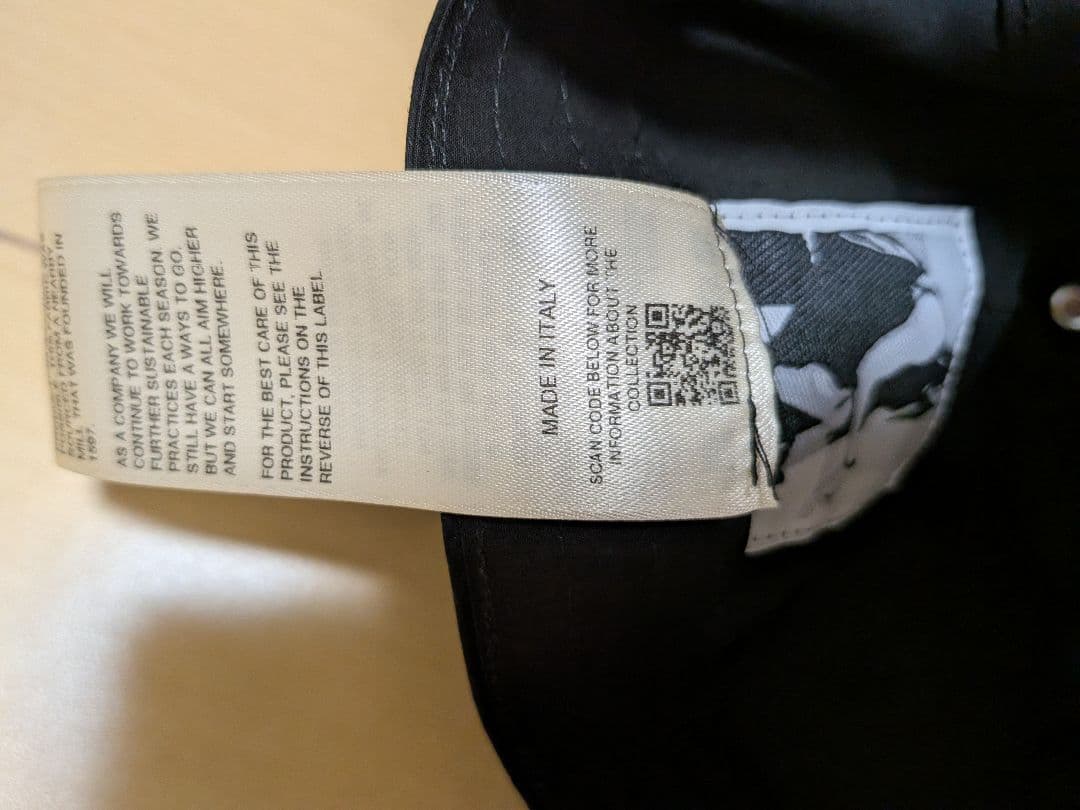 SOURCED FROM A NEARBY
MILL THAT WAS FOUNDED IN
1597.
AS A COMPANY WE WILL
CONTINUE TO WORK TOWARDS
FURTHER SUSTAINABLE
PRACTICES EACH SEASON. WE
STILL HAVE A WAYS TO GO,
BUT WE CAN ALL AIM HIGHER
AND START SOMEWHERE.
FOR THE BEST CARE OF THIS
PRODUCT, PLEASE SEE THE
INSTRUCTIONS ON THE
REVERSE OF THIS LABEL.
MADE IN ITALY
SCAN CODE BELOW FOR MORE
INFORMATION ABOUT THE
COLLECTION